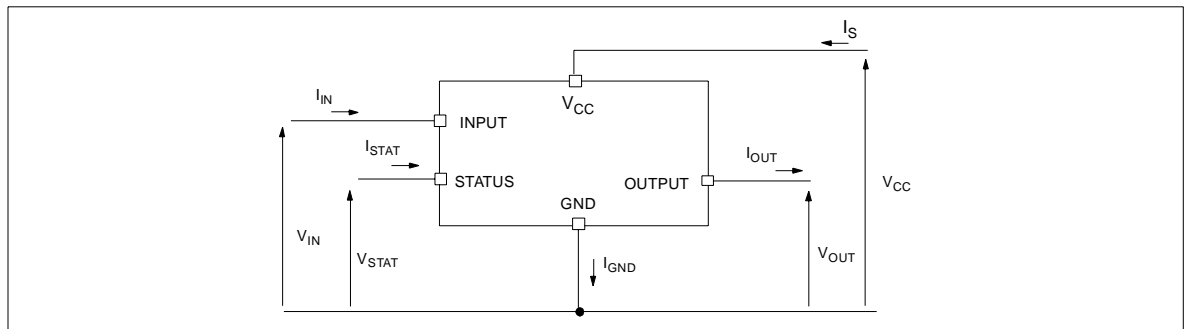 I_S
V_CC
I_IN
INPUT
I_STAT
I_OUT
STATUS
OUTPUT
V_CC
GND
V_IN
V_STAT
I_GND
V_OUT